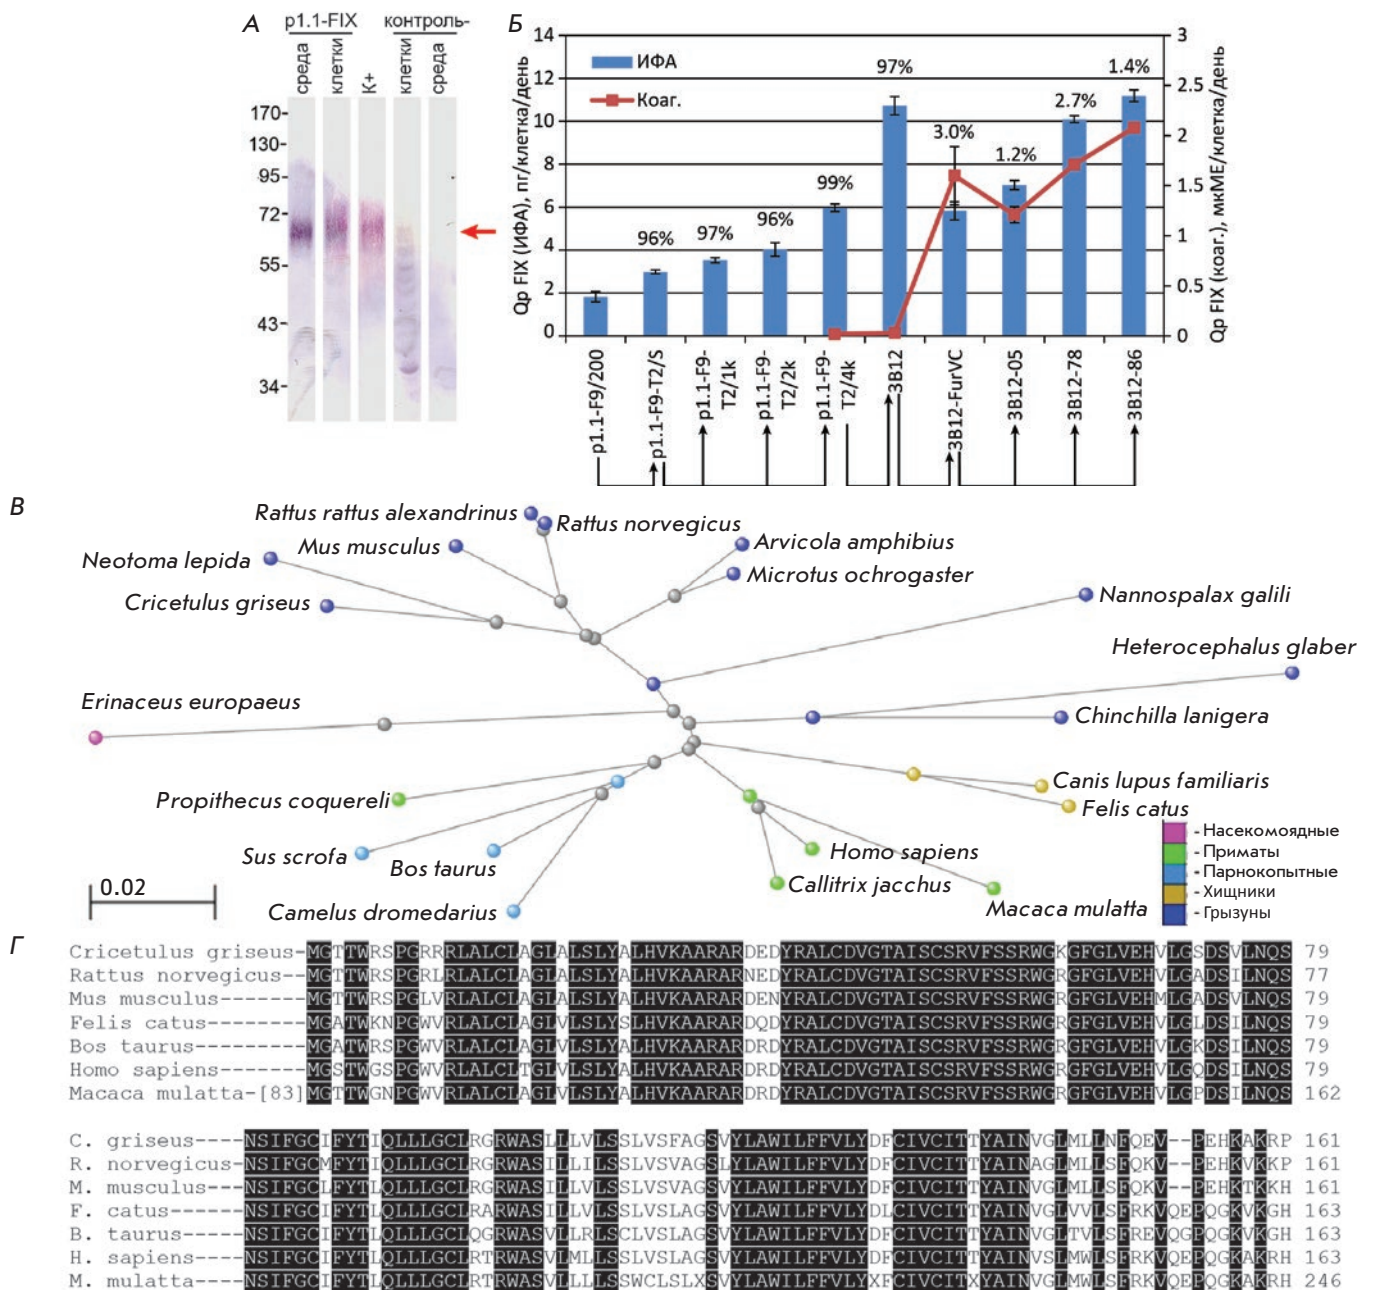 А
p1.1-FIX
контроль-
среда
клетки
К+
клетки
среда
170-
130-
95-
72-
55-
43-
34-
Б
ИФА
Коаг.
Qp FIX (ИФА), пг/клетка/день
14
12
10
8
6
4
2
0
96%
97%
96%
99%
97%
3.0%
1.2%
2.7%
1.4%
3
2.5
2
1.5
1
0.5
0
Qp FIX (коаг.), мкМЕ/клетка/день
p1.1-F9/200
p1.1-F9-T2/S
p1.1-F9-
T2/1k
p1.1-F9-
T2/2k
p1.1-F9-
T2/4k
3B12
3B12-FurVC
3B12-05
3B12-78
3B12-86
В
Rattus rattus alexandrinus
Rattus norvegicus
Mus musculus
Arvicola amphibius
Neotoma lepida
Microtus ochrogaster
Cricetulus griseus
Nannospalax galili
Heterocephalus glaber
Erinaceus europaeus
Chinchilla lanigera
Canis lupus familiaris
Propithecus coquereli
Felis catus
Sus scrofa
Bos taurus
Homo sapiens
Callitrix jacchus
Camelus dromedarius
Macaca mulatta
0.02
- Насекомоядные
- Приматы
- Парнокопытные
- Хищники
- Грызуны
Г
Cricetulus griseus-MGTTWRSPGRRRLALCLAGLALSLYALHVKAARARDEDYRALCDVGTAISCSRVFSSRWGKGFGLVEHVLGSDSVLNQS 79
Rattus norvegicus--MGTTWRSPGRLRLALCLAGLALSLYALHVKAARARNEDYRALCDVGTAISCSRVFSSRWGRGFGLVEHVLGADSVLNQS 77
Mus musculus-------MGTTWRSPGLVRLALCLAGLALSLYALHVKAARARDENYRALCDVGTAISCSRVFSSRWGRGFGLVEHMLGADSVLNQS 79
Felis catus--------MGATWKNPGWVRLALCLAGLVLSLYSLHVKAARARDQDYRALCDVGTAISCSRVFSSRWGRGFGLVEHVLGLDSILNQS 79
Bos taurus---------MGATWRSPGWVRLALCLAGLVLSLYALHVKAARARDRDYRALCDVGTAISCSRVFSSRWGRGFGLVEHVLGKDSILNQS 79
Homo sapiens-------MGSTWGSPGWVRLALCLTGLVLSLYALHVKAARARDRDYRALCDVGTAISCSRVFSSRWGRGFGLVEHVLGQDSILNQS 79
Macaca mulatta-[83]MGTTWGNPGWVRLALCLAGLVLSLYALHVKAARARDRDYRALCDVGTAISCSRVFSSRWGRGFGLVEHVLGPDSILNQS 162
C. griseus----NSIFGCIFYTIQLLLGCLRGRWASLLLVLSSLVSFAGSVYLAWILFFVLYDFCIVCITTYAINVGLMLLNFQEV--PEHKAKRP 161
R. norvegicus-NSIFGCMFYTIQLLLGCLRGRWASILLILSSLVSVAGSLYLAWILFFVLYDFCIVCITTYAINAGLMLLSFQKV--PEHKVKKP 161
M. musculus---NSIFGCLFYTLQLLLGCLRGRWASILLVLSSLVSVAGSVYLAWILFFVLYDFCIVCITTYAINVGLMLLSFQKV--PEHKTKKH 161
F. catus-----NSIFGCIFYTLQLLLGCLRARWASILLVLSSLVSLAGSVYLAWILFFVLYDLCIVCITTYAINVGLVVLSFRKVQEPQGKVKGH 163
B. taurus----NSIFGCIFYTLQLLLGCLQGRWASVLLRLSCLVSLAGSVYLAWILFFVLYDFCIVCITTYAINVGLTVLSFREVQGPQGKVKGH 163
H. sapiens----NSIFGCIFYTLQLLLGCLRTRWASVLMLLSSLVSLAGSVYLAWILFFVLYDFCIVCITTYAINVSLMWLSFRKVQEPQGKAKRH 163
M. mulatta----NSIFGCIFYTLQLLLGCLRTRWASVLLLLSSWCLSLXSVYLAWILFFVLYXFCIVCITXYAINVGLMWLSFRKVQEPQGKAKRH 246